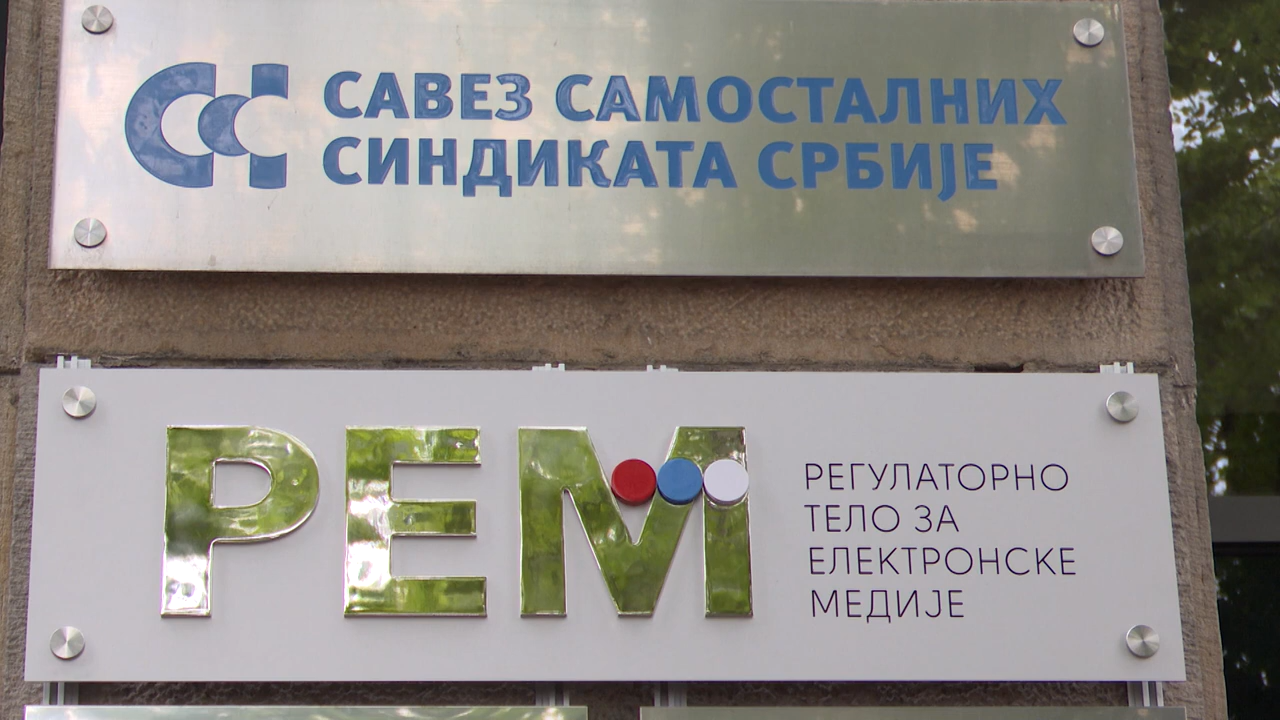 САВЕЗ САМОСТАЛНИХ
СИНДИКАТА СРБИЈЕ
РЕМ
РЕГУЛАТОРНО
ТЕЛО ЗА
ЕЛЕКТРОНСКЕ
МЕДИЈЕ